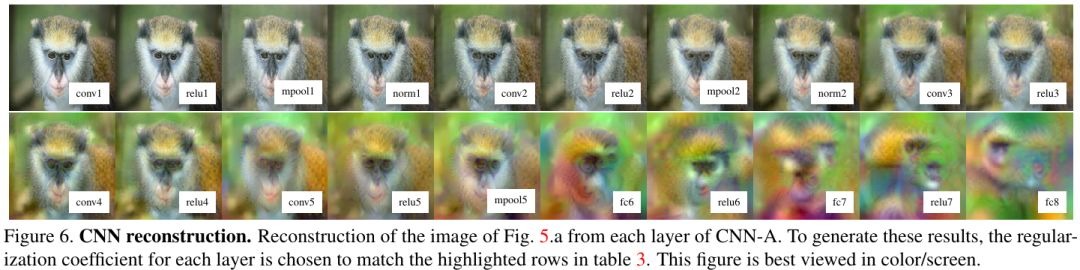 conv1 relu1 mpool1 norm1 conv2 relu2 mpool2 norm2 conv3 relu3
conv4 relu4 conv5 relu5 mpool5 fc6 relu6 fc7 relu7 fc8
Figure 6. CNN reconstruction. Reconstruction of the image of Fig. 5.a from each layer of CNN-A. To generate these results, the regular-
ization coefficient for each layer is chosen to match the highlighted rows in table 3. This figure is best viewed in color/screen.